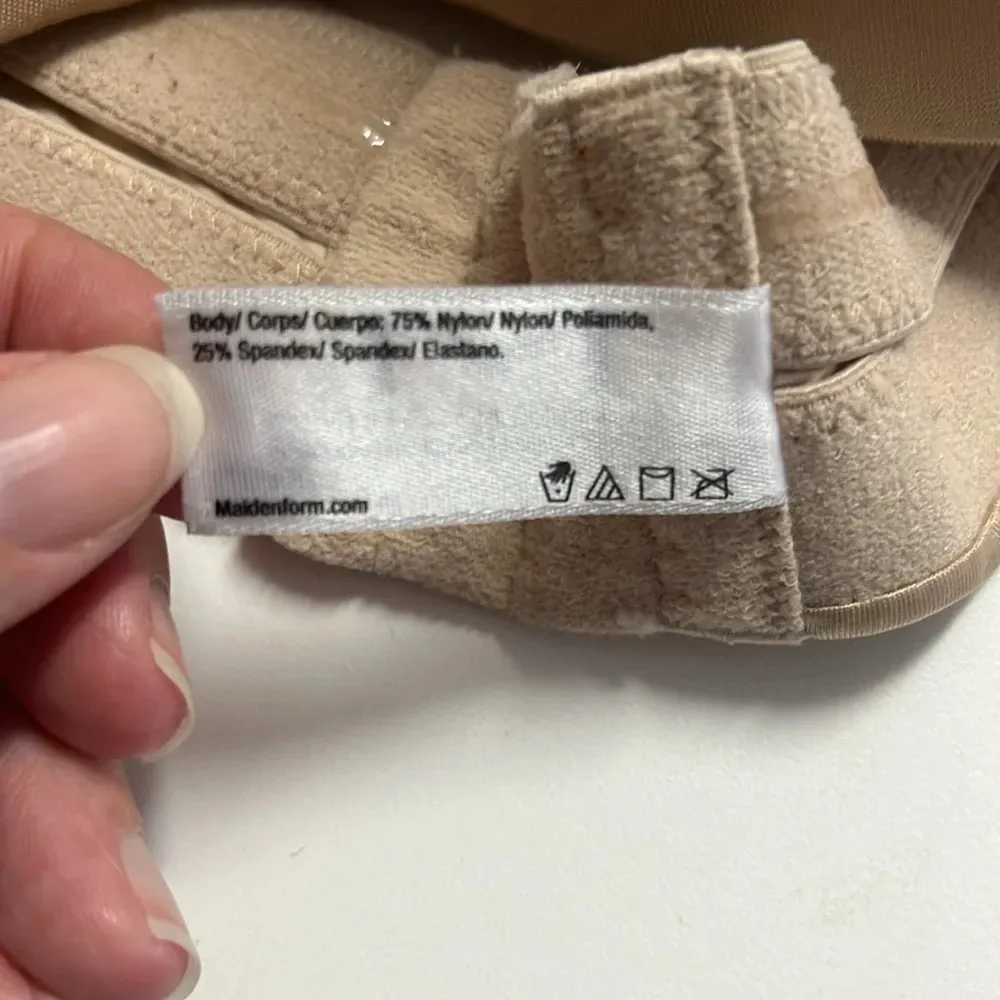 Body/ Corps/ Cuerpo: 75% Nylon/ Nylon/ Poliamida,
25% Spandex/ Spandex/ Elastano.
Maidenform.com